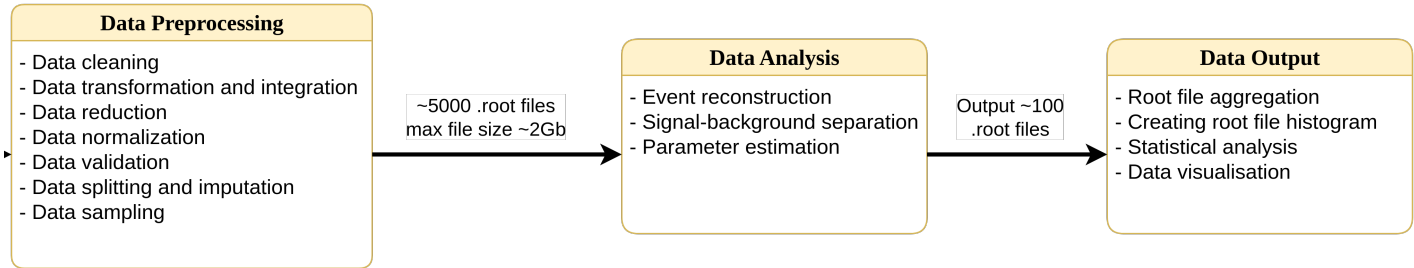 Data Preprocessing
- Data cleaning
- Data transformation and integration
- Data reduction
- Data normalization
- Data validation
- Data splitting and imputation
- Data sampling
~5000 .root files
max file size ~2Gb
Data Analysis
- Event reconstruction
- Signal-background separation
- Parameter estimation
Output ~100
.root files
Data Output
- Root file aggregation
- Creating root file histogram
- Statistical analysis
- Data visualisation